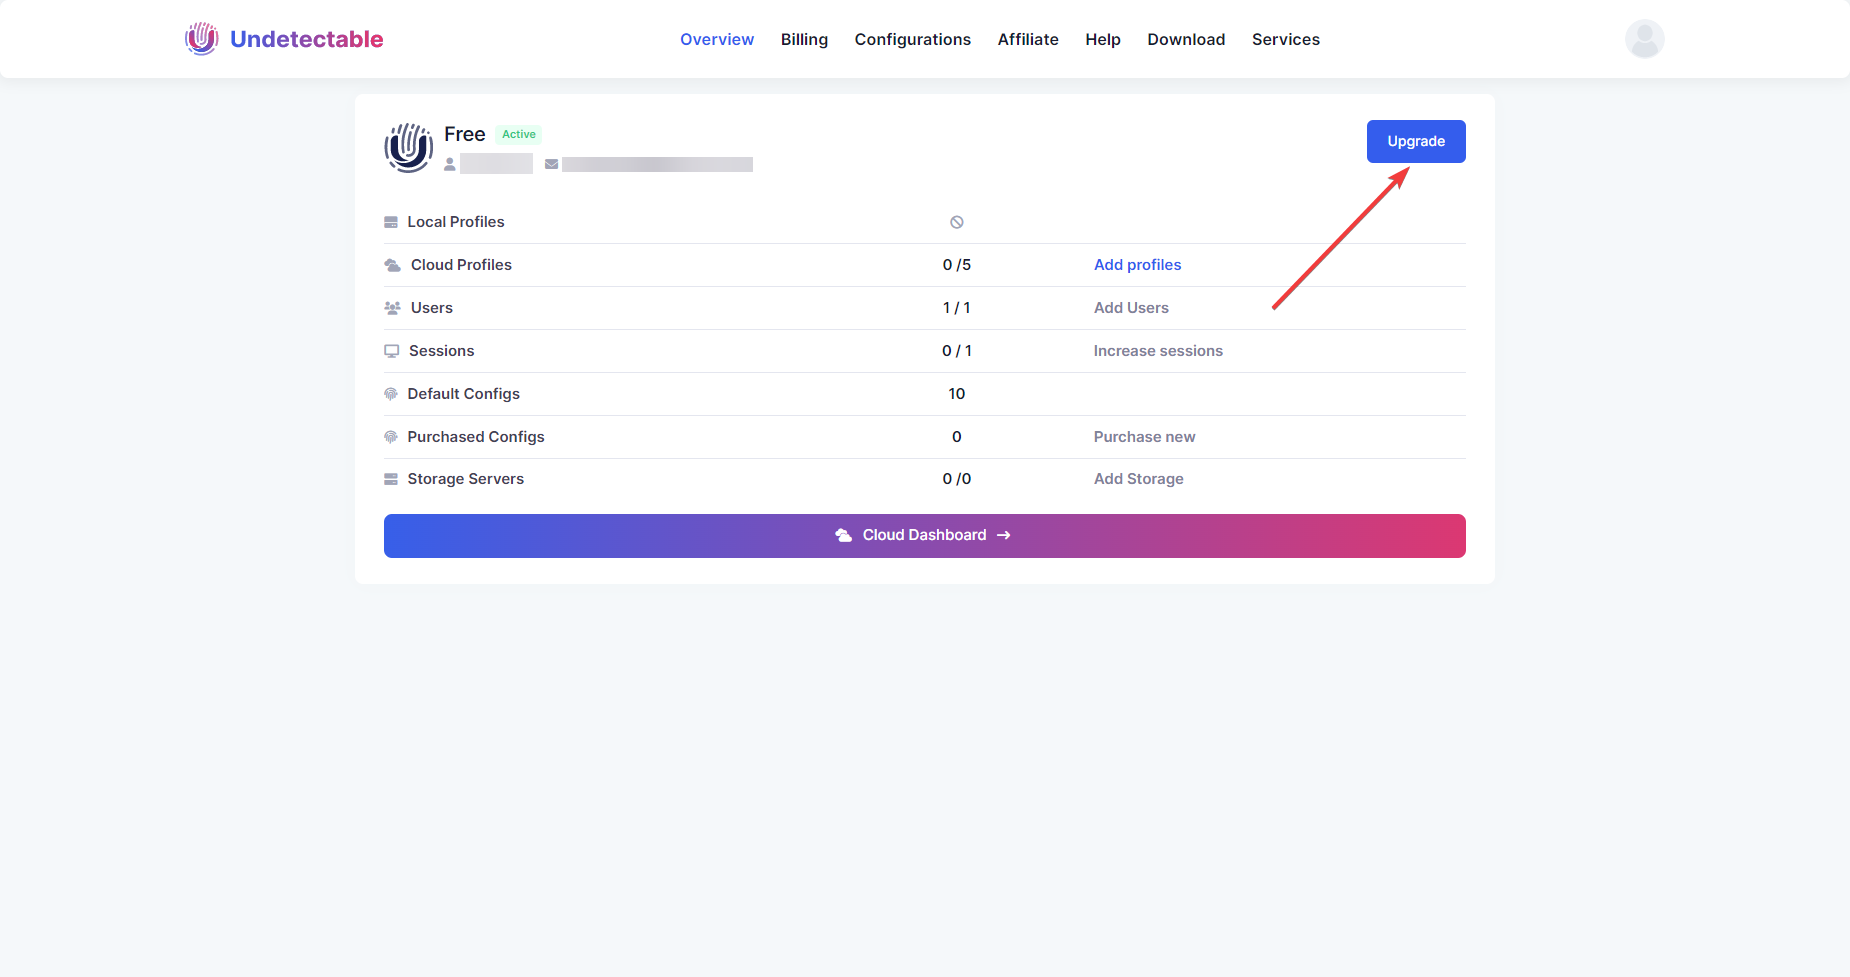 Undetectable Overview Billing Configurations Affiliate Help Download Services
Free Active
Upgrade
Local Profiles
Cloud Profiles 0 /5 Add profiles
Users 1 / 1 Add Users
Sessions 0 / 1 Increase sessions
Default Configs 10
Purchased Configs 0 Purchase new
Storage Servers 0 /0 Add Storage
Cloud Dashboard →